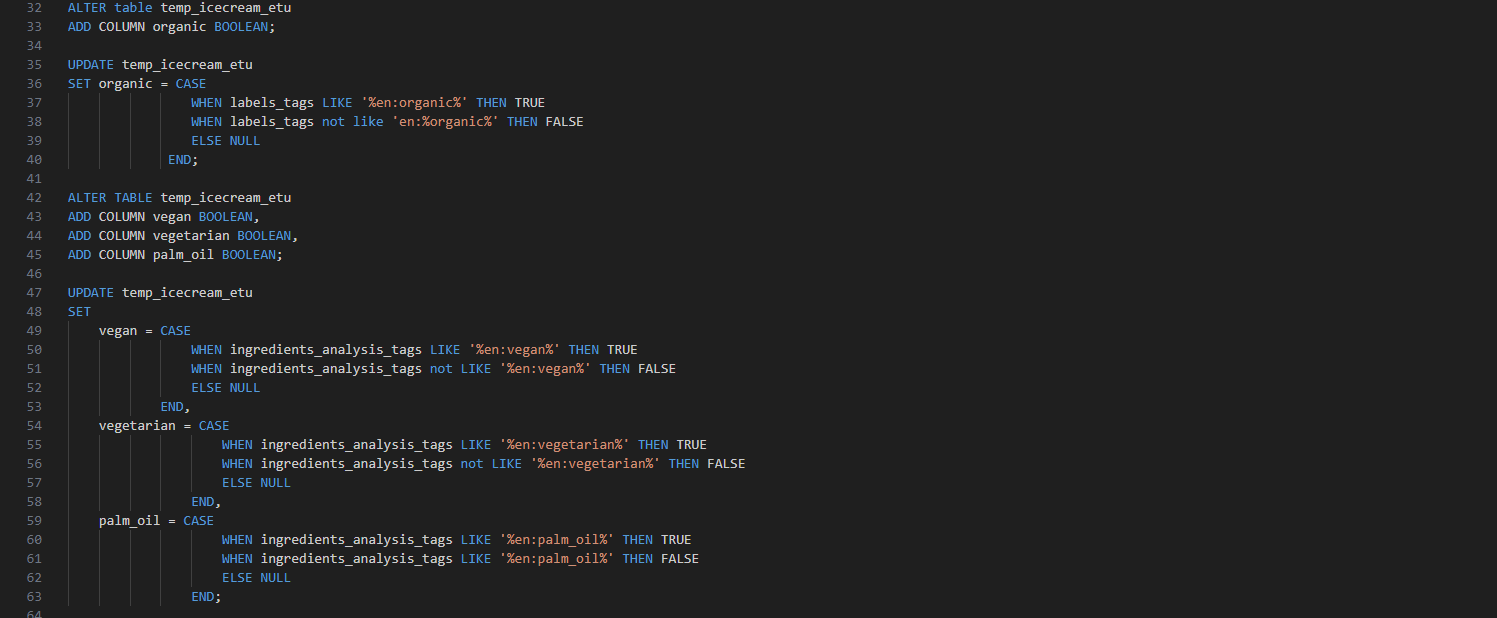 32 ALTER table temp_icecream_etu
33 ADD COLUMN organic BOOLEAN;
34
35 UPDATE temp_icecream_etu
36 SET organic = CASE
37 WHEN labels_tags LIKE '%en:organic%' THEN TRUE
38 WHEN labels_tags not like 'en:%organic%' THEN FALSE
39 ELSE NULL
40 END;
41
42 ALTER TABLE temp_icecream_etu
43 ADD COLUMN vegan BOOLEAN,
44 ADD COLUMN vegetarian BOOLEAN,
45 ADD COLUMN palm_oil BOOLEAN;
46
47 UPDATE temp_icecream_etu
48 SET
49 vegan = CASE
50 WHEN ingredients_analysis_tags LIKE '%en:vegan%' THEN TRUE
51 WHEN ingredients_analysis_tags not LIKE '%en:vegan%' THEN FALSE
52 ELSE NULL
53 END,
54 vegetarian = CASE
55 WHEN ingredients_analysis_tags LIKE '%en:vegetarian%' THEN TRUE
56 WHEN ingredients_analysis_tags not LIKE '%en:vegetarian%' THEN FALSE
57 ELSE NULL
58 END,
59 palm_oil = CASE
60 WHEN ingredients_analysis_tags LIKE '%en:palm_oil%' THEN TRUE
61 WHEN ingredients_analysis_tags LIKE '%en:palm_oil%' THEN FALSE
62 ELSE NULL
63 END;
64